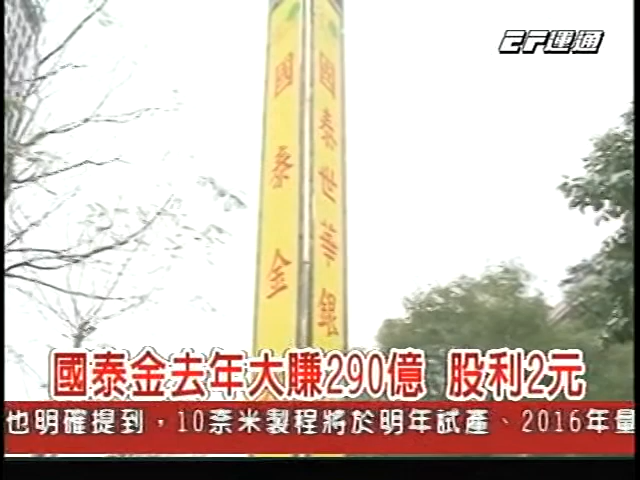 ET運通
國泰金
國泰世華銀
國泰金去年大賺290億 股利2元
也明確提到，10奈米製程將於明年試產、2016年量